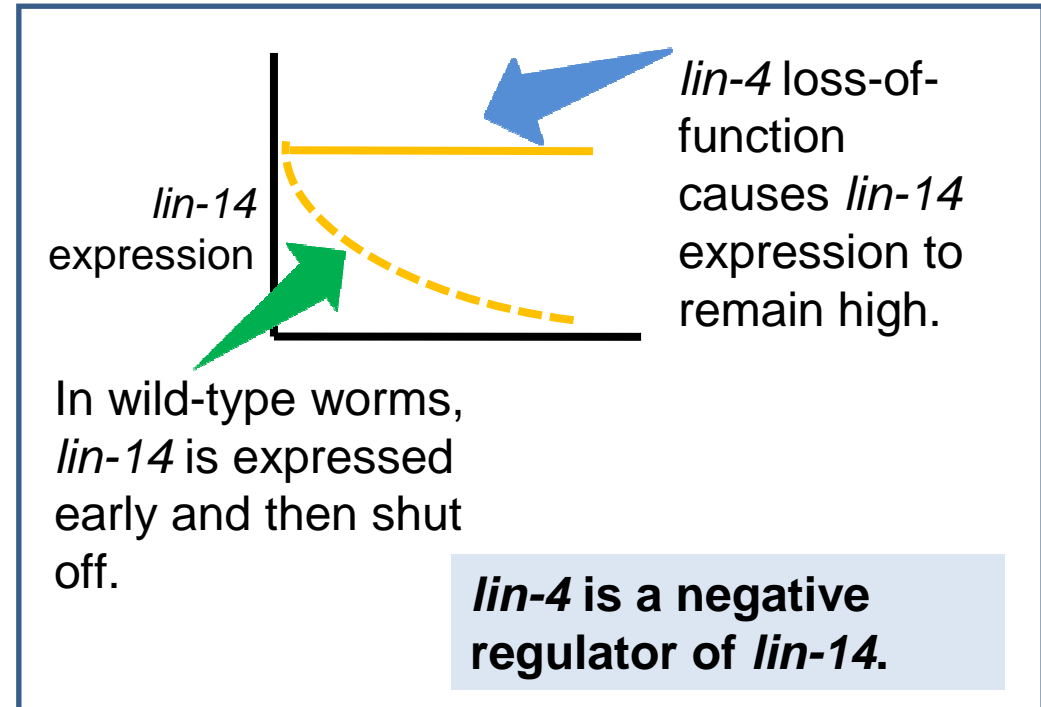 lin-14
expression
lin-4 loss-of-
function
causes lin-14
expression to
remain high.
In wild-type worms,
lin-14 is expressed
early and then shut
off.
lin-4 is a negative
regulator of lin-14.